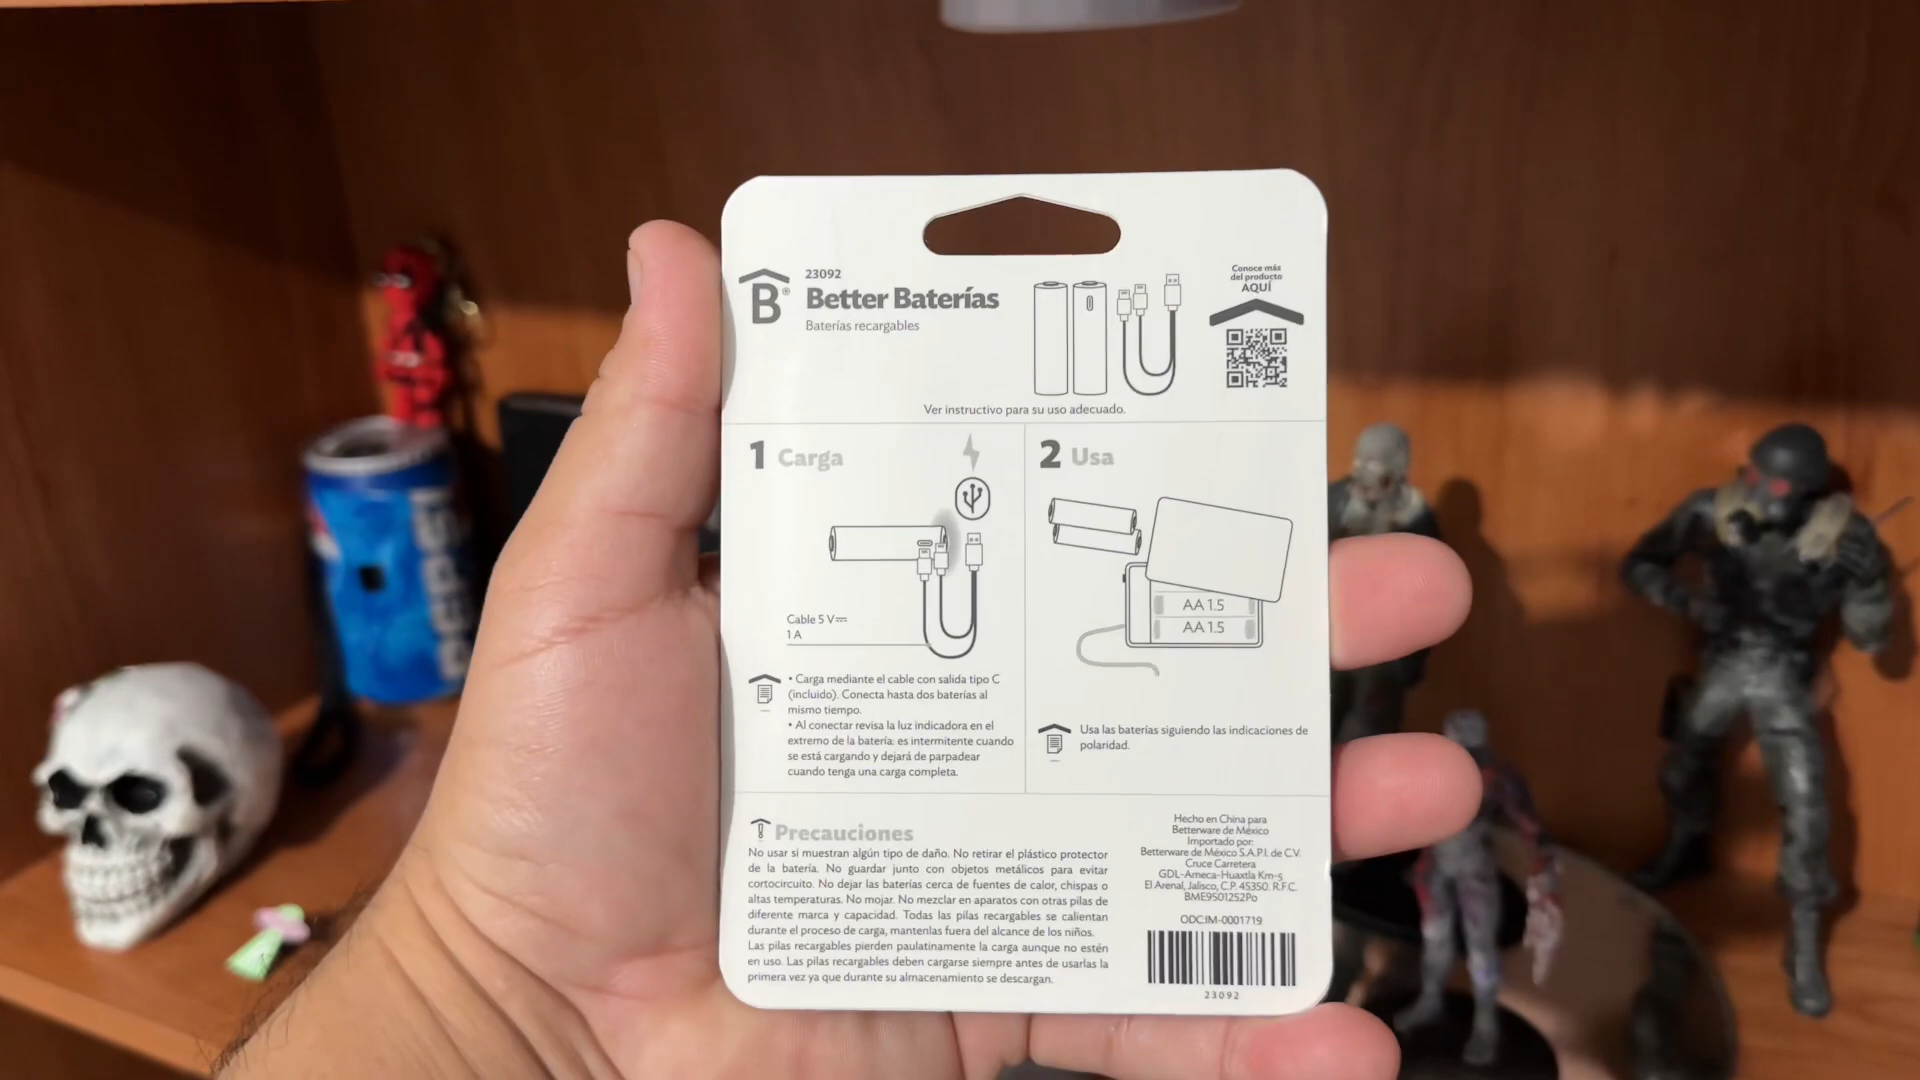 23092
B®
Better Baterías
Baterías recargables
Conoce más
del producto
AQUÍ
Ver instructivo para su uso adecuado.
1 Carga
Cable 5 V⎓
1 A
• Carga mediante el cable con salida tipo C
(incluido). Conecta hasta dos baterías al
mismo tiempo.
• Al conectar revisa la luz indicadora en el
extremo de la batería: es intermitente cuando
se está cargando y dejará de parpadear
cuando tenga una carga completa.
2 Usa
AA 1.5
AA 1.5
Usa las baterías siguiendo las indicaciones de
polaridad.
Precauciones
No usar si muestran algún tipo de daño. No retirar el plástico protector
de la batería. No guardar junto con objetos metálicos para evitar
cortocircuito. No dejar las baterías cerca de fuentes de calor, chispas o
altas temperaturas. No mojar. No mezclar en aparatos con otras pilas de
diferente marca y capacidad. Todas las pilas recargables se calientan
durante el proceso de carga, mantenlas fuera del alcance de los niños.
Las pilas recargables pierden paulatinamente la carga aunque no estén
en uso. Las pilas recargables deben cargarse siempre antes de usarlas la
primera vez ya que durante su almacenamiento se descargan.
Hecho en China para
Betterware de México
Importado por:
Betterware de México S.A.P.I. de C.V.
Cruce Carretera
GDL-Ameca-Huaxtla Km-5
El Arenal, Jalisco, C.P. 45350. R.F.C.
BME9501252P0
ODC:IM-0001719
23092
PEPSI